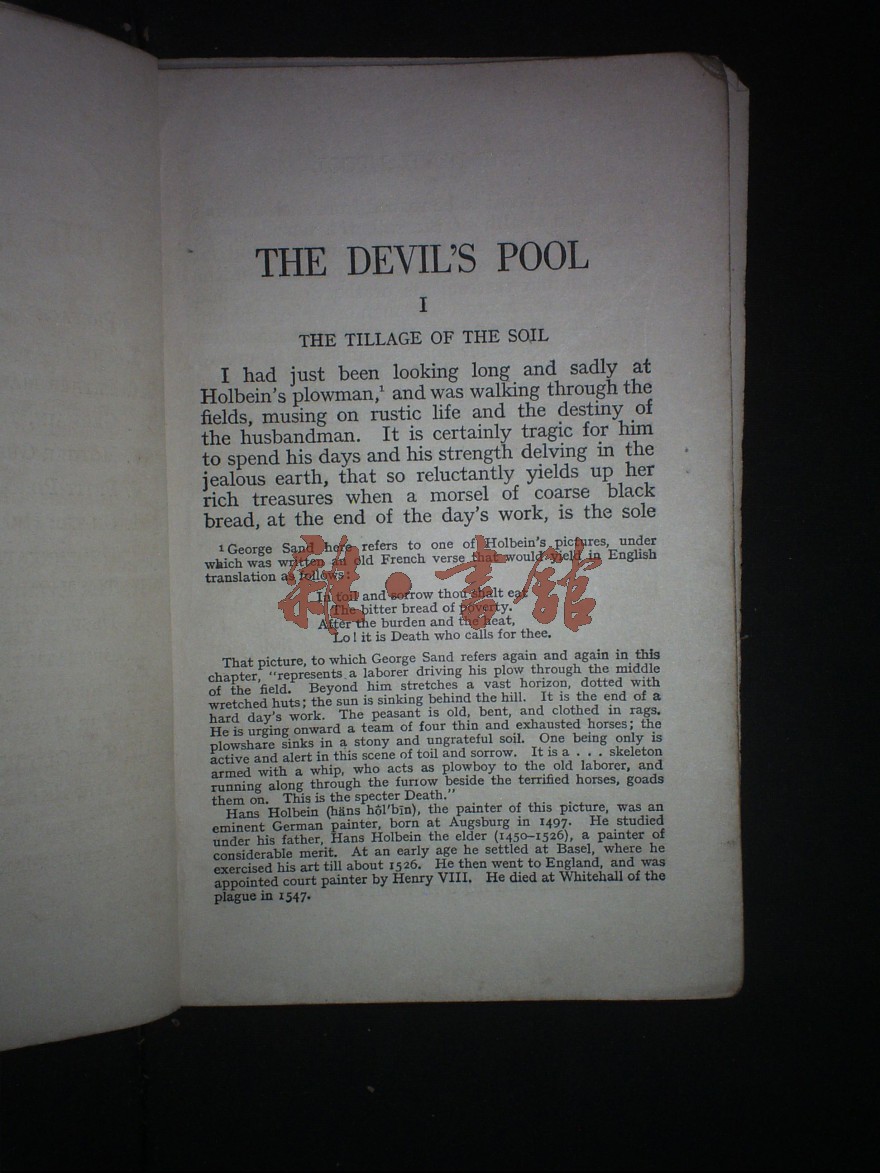 THE DEVIL'S POOL
I
THE TILLAGE OF THE SOIL
I had just been looking long and sadly at
Holbein's plowman,¹ and was walking through the
fields, musing on rustic life and the destiny of
the husbandman. It is certainly tragic for him
to spend his days and his strength delving in the
jealous earth, that so reluctantly yields up her
rich treasures when a morsel of coarse black
bread, at the end of the day's work, is the sole
¹ George Sand here refers to one of Holbein's pictures, under
which was written an old French verse that would yield in English
translation as follows:
In toil and sorrow thou shalt eat
The bitter bread of poverty.
After the burden and the heat,
Lo! it is Death who calls for thee.
雜·書館
That picture, to which George Sand refers again and again in this
chapter, "represents a laborer driving his plow through the middle
of the field. Beyond him stretches a vast horizon, dotted with
wretched huts; the sun is sinking behind the hill. It is the end of a
hard day's work. The peasant is old, bent, and clothed in rags.
He is urging onward a team of four thin and exhausted horses; the
plowshare sinks in a stony and ungrateful soil. One being only is
active and alert in this scene of toil and sorrow. It is a . . . skeleton
armed with a whip, who acts as plowboy to the old laborer, and
running along through the furrow beside the terrified horses, goads
them on. This is the specter Death."
Hans Holbein (häns hōl'bīn), the painter of this picture, was an
eminent German painter, born at Augsburg in 1497. He studied
under his father, Hans Holbein the elder (1450–1526), a painter of
considerable merit. At an early age he settled at Basel, where he
exercised his art till about 1526. He then went to England, and was
appointed court painter by Henry VIII. He died at Whitehall of the
plague in 1547.